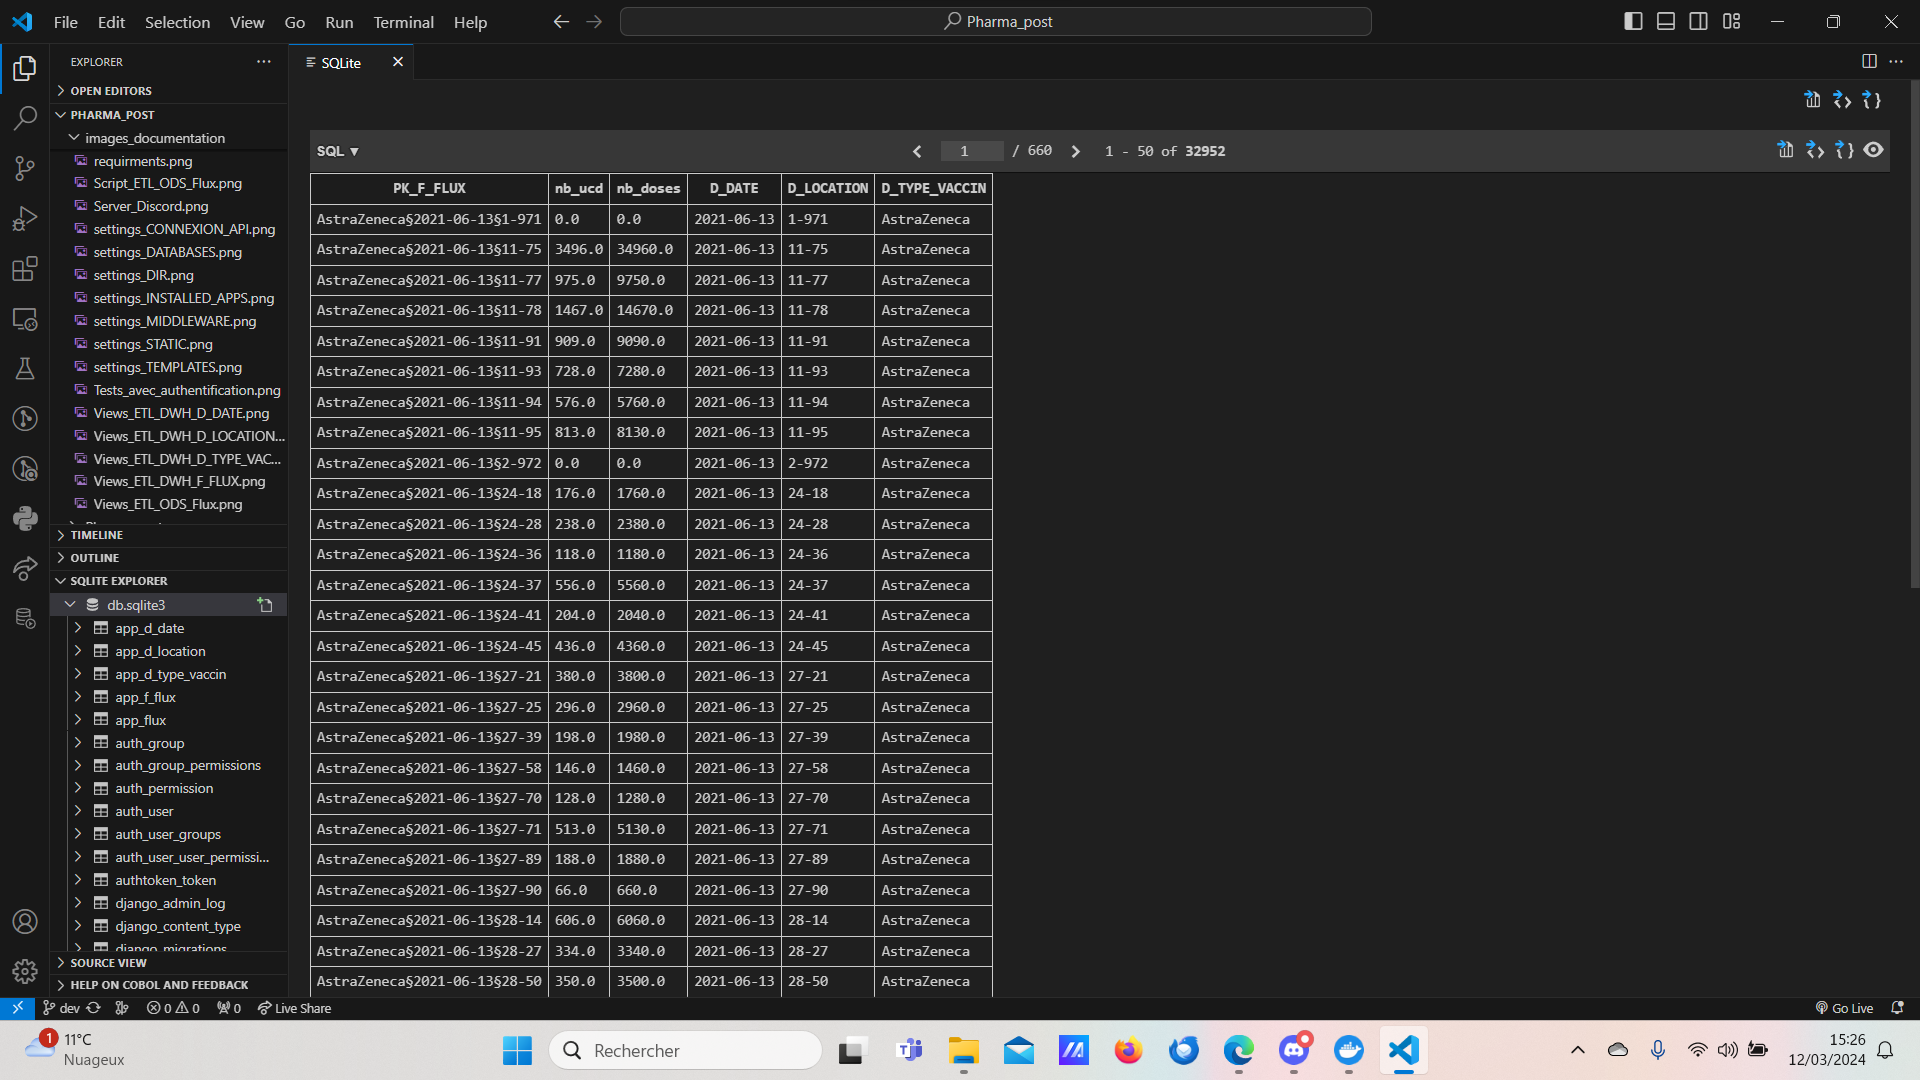 File Edit Selection View Go Run Terminal Help
Pharma_post
EXPLORER
OPEN EDITORS
PHARMA_POST
images_documentation
requirments.png
Script_ETL_ODS_Flux.png
Server_Discord.png
settings_CONNEXION_API.png
settings_DATABASES.png
settings_DIR.png
settings_INSTALLED_APPS.png
settings_MIDDLEWARE.png
settings_STATIC.png
settings_TEMPLATES.png
Tests_avec_authentification.png
Views_ETL_DWH_D_DATE.png
Views_ETL_DWH_D_LOCATION...
Views_ETL_DWH_D_TYPE_VAC...
Views_ETL_DWH_F_FLUX.png
Views_ETL_ODS_Flux.png
TIMELINE
OUTLINE
SQLITE EXPLORER
db.sqlite3
app_d_date
app_d_location
app_d_type_vaccin
app_f_flux
app_flux
auth_group
auth_group_permissions
auth_permission
auth_user
auth_user_groups
auth_user_user_permissi...
authtoken_token
django_admin_log
django_content_type
django_migrations
SOURCE VIEW
HELP ON COBOL AND FEEDBACK
SQLite
SQL ▼ 1 / 660 1 - 50 of 32952
PK_F_FLUX nb_ucd nb_doses D_DATE D_LOCATION D_TYPE_VACCIN
AstraZeneca§2021-06-13§1-971 0.0 0.0 2021-06-13 1-971 AstraZeneca
AstraZeneca§2021-06-13§11-75 3496.0 34960.0 2021-06-13 11-75 AstraZeneca
AstraZeneca§2021-06-13§11-77 975.0 9750.0 2021-06-13 11-77 AstraZeneca
AstraZeneca§2021-06-13§11-78 1467.0 14670.0 2021-06-13 11-78 AstraZeneca
AstraZeneca§2021-06-13§11-91 909.0 9090.0 2021-06-13 11-91 AstraZeneca
AstraZeneca§2021-06-13§11-93 728.0 7280.0 2021-06-13 11-93 AstraZeneca
AstraZeneca§2021-06-13§11-94 576.0 5760.0 2021-06-13 11-94 AstraZeneca
AstraZeneca§2021-06-13§11-95 813.0 8130.0 2021-06-13 11-95 AstraZeneca
AstraZeneca§2021-06-13§2-972 0.0 0.0 2021-06-13 2-972 AstraZeneca
AstraZeneca§2021-06-13§24-18 176.0 1760.0 2021-06-13 24-18 AstraZeneca
AstraZeneca§2021-06-13§24-28 238.0 2380.0 2021-06-13 24-28 AstraZeneca
AstraZeneca§2021-06-13§24-36 118.0 1180.0 2021-06-13 24-36 AstraZeneca
AstraZeneca§2021-06-13§24-37 556.0 5560.0 2021-06-13 24-37 AstraZeneca
AstraZeneca§2021-06-13§24-41 204.0 2040.0 2021-06-13 24-41 AstraZeneca
AstraZeneca§2021-06-13§24-45 436.0 4360.0 2021-06-13 24-45 AstraZeneca
AstraZeneca§2021-06-13§27-21 380.0 3800.0 2021-06-13 27-21 AstraZeneca
AstraZeneca§2021-06-13§27-25 296.0 2960.0 2021-06-13 27-25 AstraZeneca
AstraZeneca§2021-06-13§27-39 198.0 1980.0 2021-06-13 27-39 AstraZeneca
AstraZeneca§2021-06-13§27-58 146.0 1460.0 2021-06-13 27-58 AstraZeneca
AstraZeneca§2021-06-13§27-70 128.0 1280.0 2021-06-13 27-70 AstraZeneca
AstraZeneca§2021-06-13§27-71 513.0 5130.0 2021-06-13 27-71 AstraZeneca
AstraZeneca§2021-06-13§27-89 188.0 1880.0 2021-06-13 27-89 AstraZeneca
AstraZeneca§2021-06-13§27-90 66.0 660.0 2021-06-13 27-90 AstraZeneca
AstraZeneca§2021-06-13§28-14 606.0 6060.0 2021-06-13 28-14 AstraZeneca
AstraZeneca§2021-06-13§28-27 334.0 3340.0 2021-06-13 28-27 AstraZeneca
AstraZeneca§2021-06-13§28-50 350.0 3500.0 2021-06-13 28-50 AstraZeneca
dev 0 0 0 Live Share Go Live
1 11°C
Nuageux
Rechercher
15:26
12/03/2024